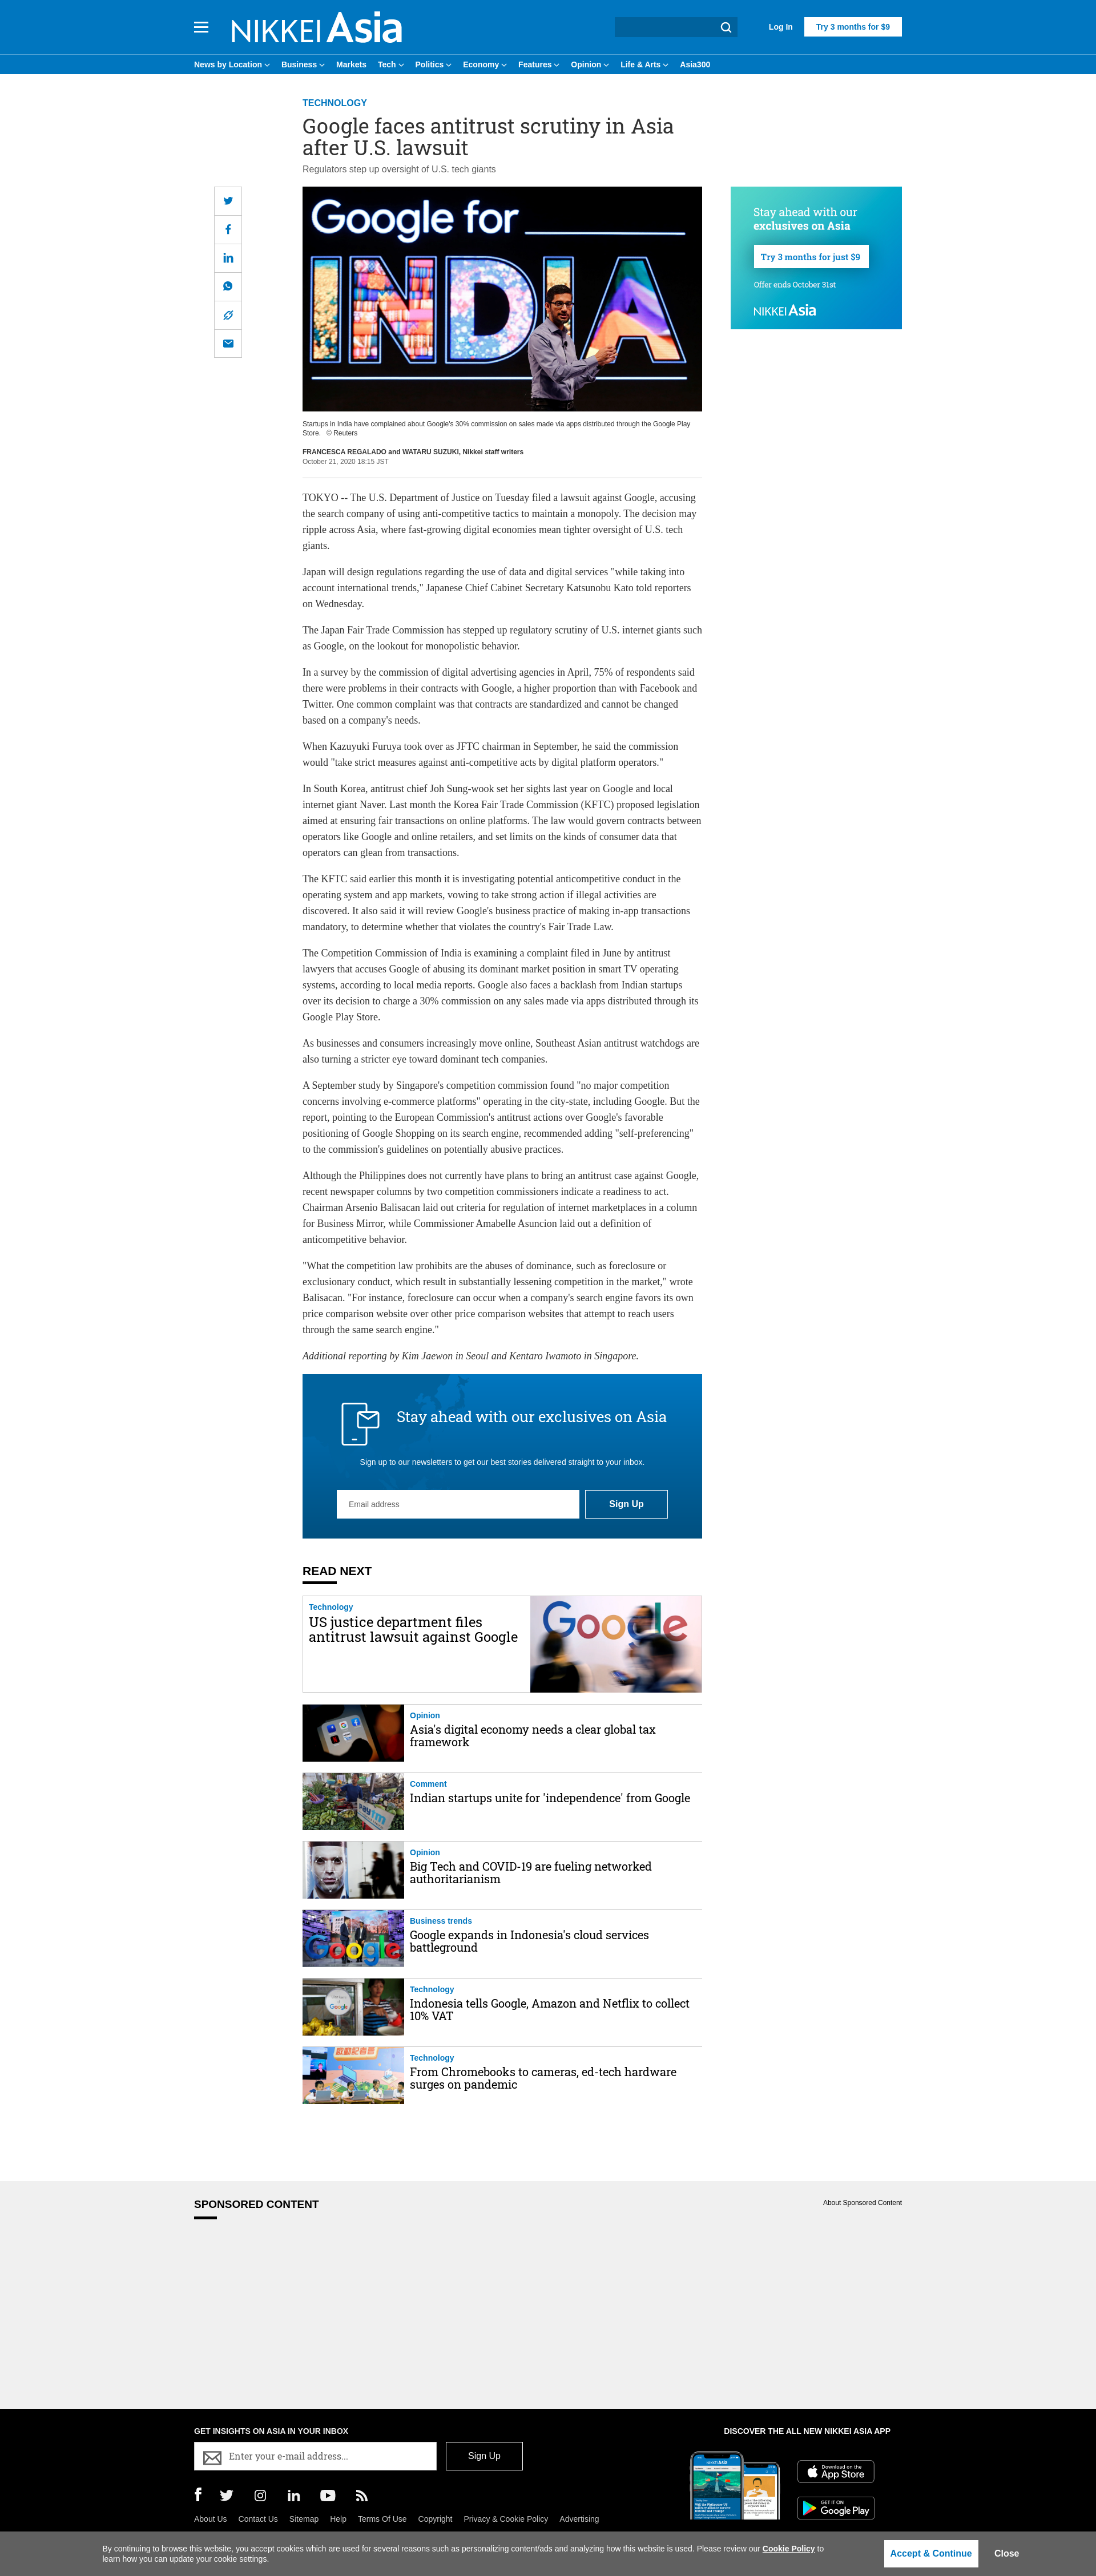 NIKKEI Asia
Log In
Try 3 months for $9
News by Location
Business
Markets
Tech
Politics
Economy
Features
Opinion
Life & Arts
Asia300
TECHNOLOGY
Google faces antitrust scrutiny in Asia
after U.S. lawsuit
Regulators step up oversight of U.S. tech giants
Google for
INDIA
Stay ahead with our
exclusives on Asia
Try 3 months for just $9
Offer ends October 31st
NIKKEI Asia
Startups in India have complained about Google's 30% commission on sales made via apps distributed through the Google Play
Store. © Reuters
FRANCESCA REGALADO and WATARU SUZUKI, Nikkei staff writers
October 21, 2020 18:15 JST
TOKYO -- The U.S. Department of Justice on Tuesday filed a lawsuit against Google, accusing
the search company of using anti-competitive tactics to maintain a monopoly. The decision may
ripple across Asia, where fast-growing digital economies mean tighter oversight of U.S. tech
giants.
Japan will design regulations regarding the use of data and digital services "while taking into
account international trends," Japanese Chief Cabinet Secretary Katsunobu Kato told reporters
on Wednesday.
The Japan Fair Trade Commission has stepped up regulatory scrutiny of U.S. internet giants such
as Google, on the lookout for monopolistic behavior.
In a survey by the commission of digital advertising agencies in April, 75% of respondents said
there were problems in their contracts with Google, a higher proportion than with Facebook and
Twitter. One common complaint was that contracts are standardized and cannot be changed
based on a company's needs.
When Kazuyuki Furuya took over as JFTC chairman in September, he said the commission
would "take strict measures against anti-competitive acts by digital platform operators."
In South Korea, antitrust chief Joh Sung-wook set her sights last year on Google and local
internet giant Naver. Last month the Korea Fair Trade Commission (KFTC) proposed legislation
aimed at ensuring fair transactions on online platforms. The law would govern contracts between
operators like Google and online retailers, and set limits on the kinds of consumer data that
operators can glean from transactions.
The KFTC said earlier this month it is investigating potential anticompetitive conduct in the
operating system and app markets, vowing to take strong action if illegal activities are
discovered. It also said it will review Google's business practice of making in-app transactions
mandatory, to determine whether that violates the country's Fair Trade Law.
The Competition Commission of India is examining a complaint filed in June by antitrust
lawyers that accuses Google of abusing its dominant market position in smart TV operating
systems, according to local media reports. Google also faces a backlash from Indian startups
over its decision to charge a 30% commission on any sales made via apps distributed through its
Google Play Store.
As businesses and consumers increasingly move online, Southeast Asian antitrust watchdogs are
also turning a stricter eye toward dominant tech companies.
A September study by Singapore's competition commission found "no major competition
concerns involving e-commerce platforms" operating in the city-state, including Google. But the
report, pointing to the European Commission's antitrust actions over Google's favorable
positioning of Google Shopping on its search engine, recommended adding "self-preferencing"
to the commission's guidelines on potentially abusive practices.
Although the Philippines does not currently have plans to bring an antitrust case against Google,
recent newspaper columns by two competition commissioners indicate a readiness to act.
Chairman Arsenio Balisacan laid out criteria for regulation of internet marketplaces in a column
for Business Mirror, while Commissioner Amabelle Asuncion laid out a definition of
anticompetitive behavior.
"What the competition law prohibits are the abuses of dominance, such as foreclosure or
exclusionary conduct, which result in substantially lessening competition in the market," wrote
Balisacan. "For instance, foreclosure can occur when a company's search engine favors its own
price comparison website over other price comparison websites that attempt to reach users
through the same search engine."
Additional reporting by Kim Jaewon in Seoul and Kentaro Iwamoto in Singapore.
Stay ahead with our exclusives on Asia
Sign up to our newsletters to get our best stories delivered straight to your inbox.
Email address
Sign Up
READ NEXT
Technology
US justice department files
antitrust lawsuit against Google
Google
Opinion
Asia's digital economy needs a clear global tax
framework
Comment
Indian startups unite for 'independence' from Google
paytm
Opinion
Big Tech and COVID-19 are fueling networked
authoritarianism
Business trends
Google expands in Indonesia's cloud services
battleground
Google
Technology
Indonesia tells Google, Amazon and Netflix to collect
10% VAT
Google
Technology
From Chromebooks to cameras, ed-tech hardware
surges on pandemic
SPONSORED CONTENT
About Sponsored Content
GET INSIGHTS ON ASIA IN YOUR INBOX
Enter your e-mail address...
Sign Up
DISCOVER THE ALL NEW NIKKEI ASIA APP
Download on the
App Store
GET IT ON
Google Play
About Us
Contact Us
Sitemap
Help
Terms Of Use
Copyright
Privacy & Cookie Policy
Advertising
By continuing to browse this website, you accept cookies which are used for several reasons such as personalizing content/ads and analyzing how this website is used. Please review our Cookie Policy to
learn how you can update your cookie settings.
Accept & Continue
Close